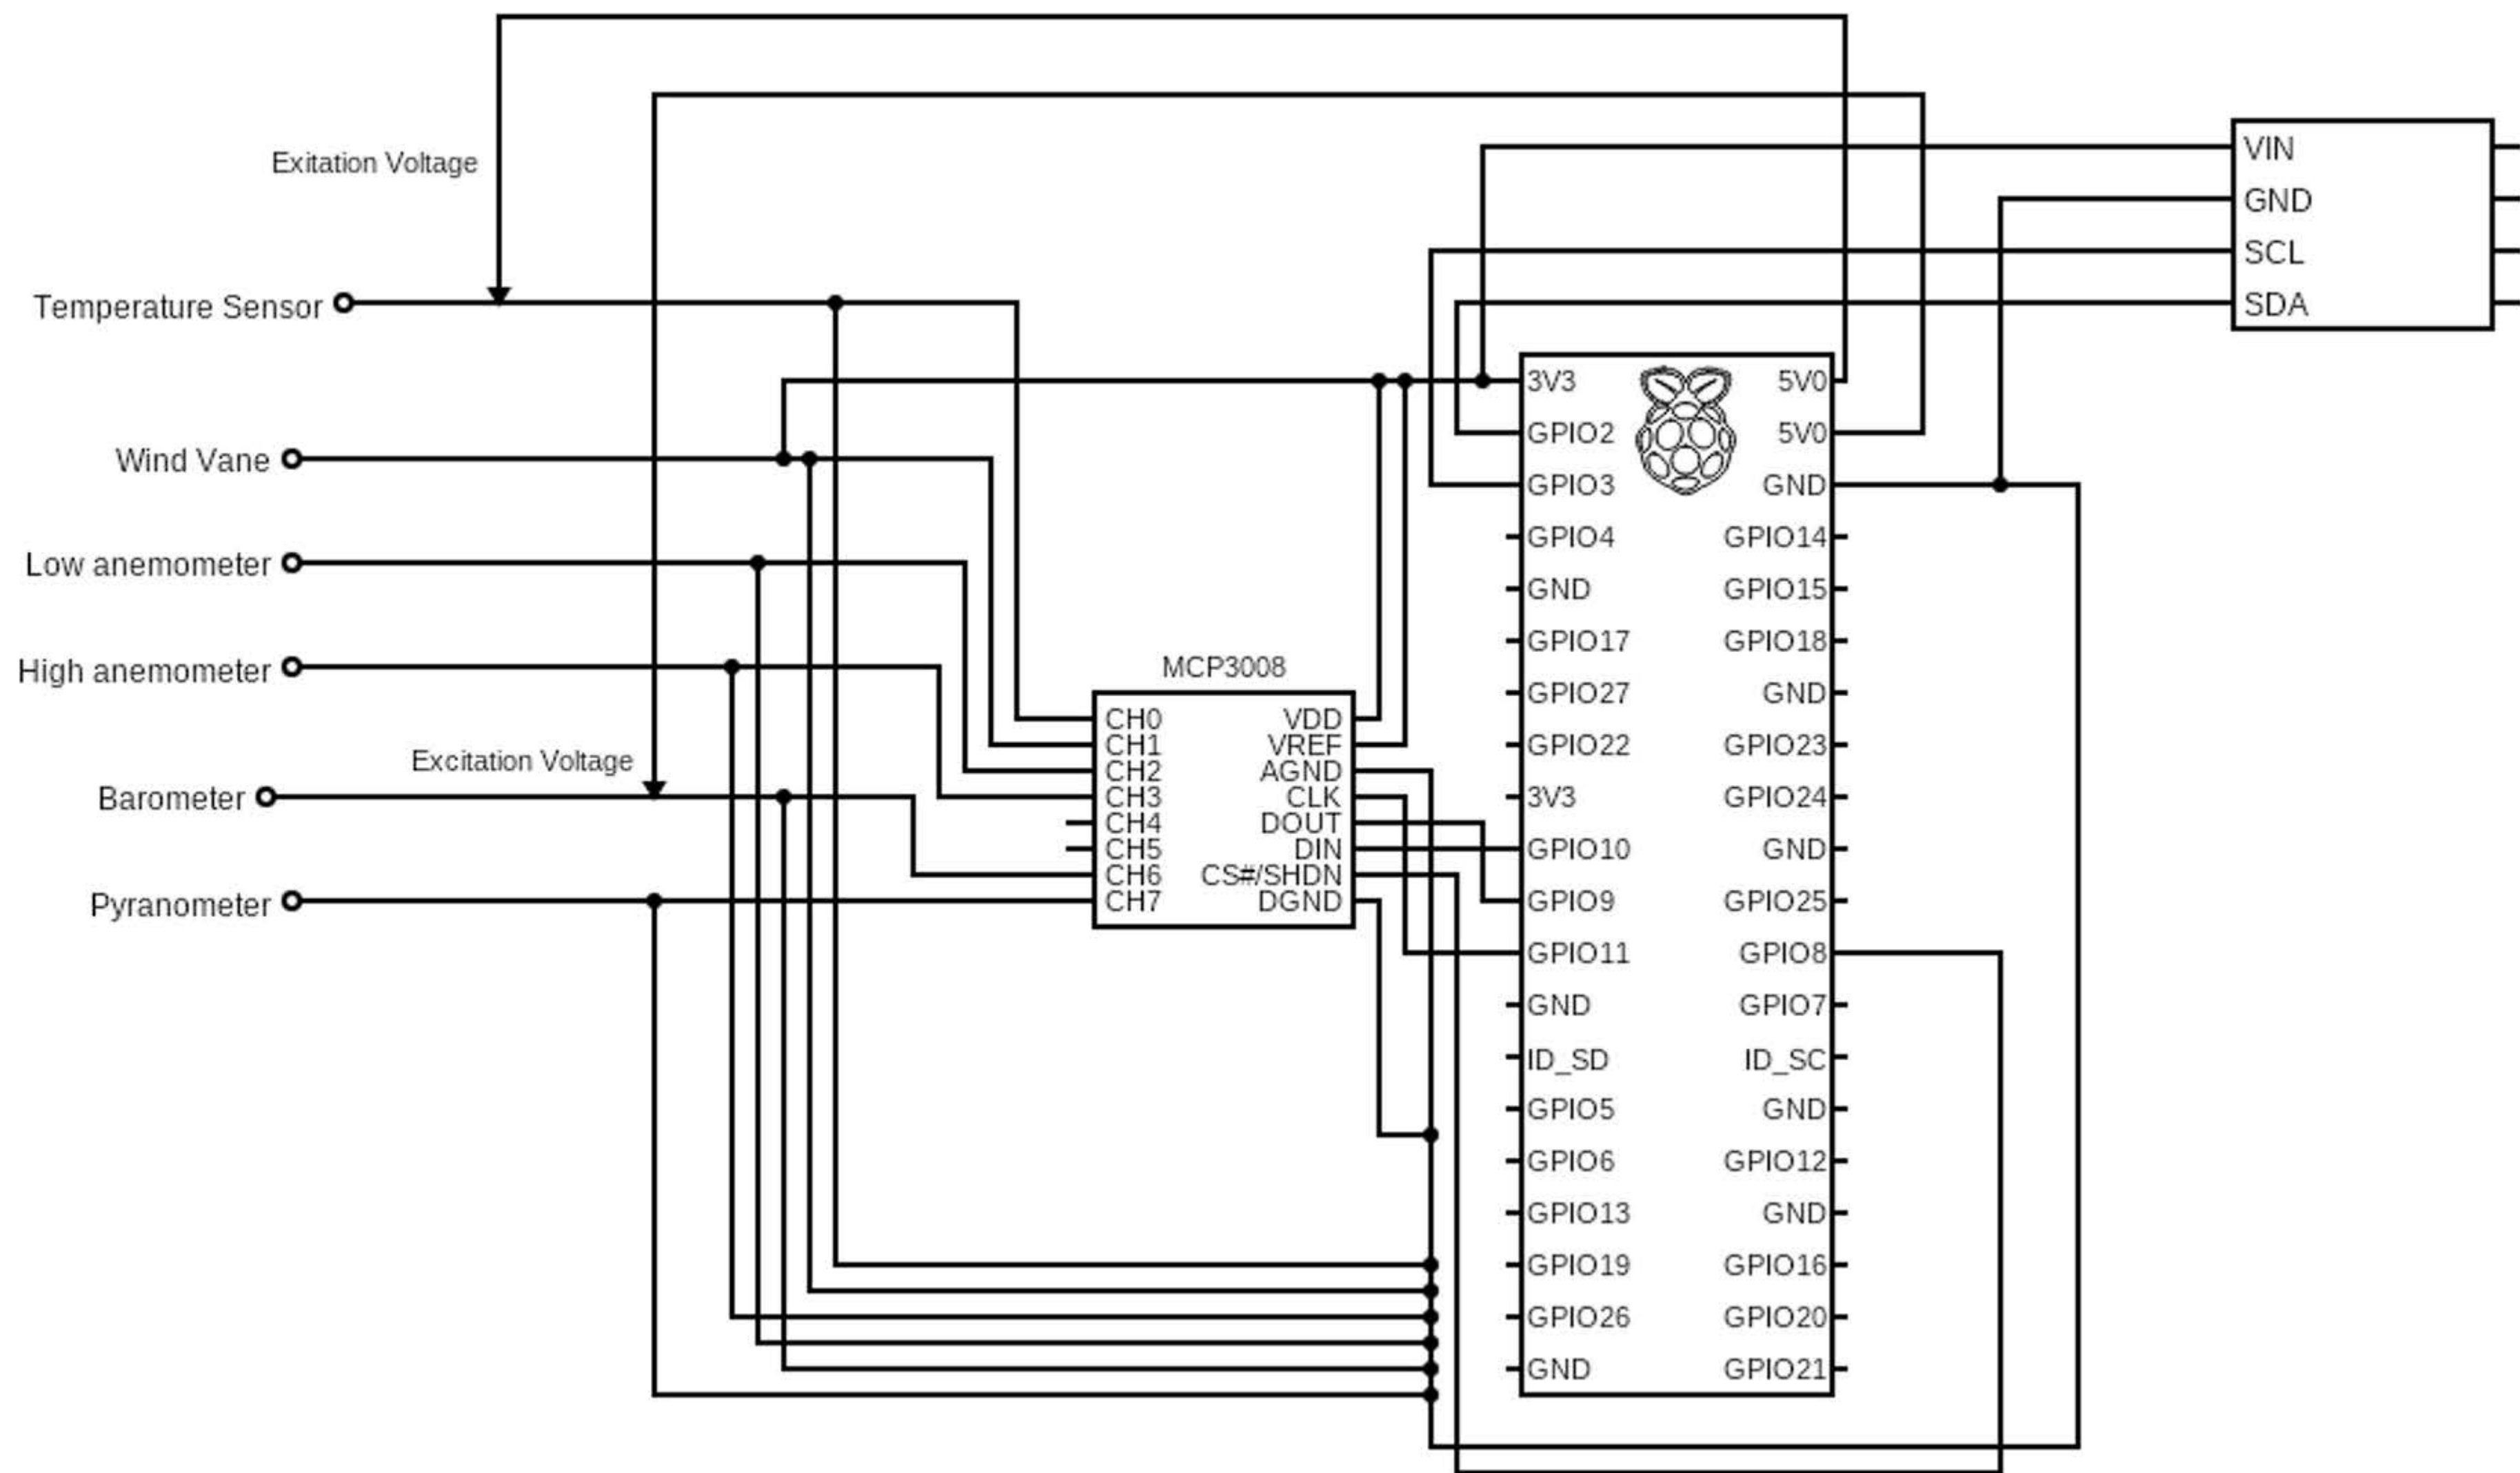 Exitation Voltage
Temperature Sensor
Wind Vane
Low anemometer
High anemometer
Excitation Voltage
Barometer
Pyranometer
MCP3008
CH0 VDD
CH1 VREF
CH2 AGND
CH3 CLK
CH4 DOUT
CH5 DIN
CH6 CS#/SHDN
CH7 DGND
3V3 5V0
GPIO2 5V0
GPIO3 GND
GPIO4 GPIO14
GND GPIO15
GPIO17 GPIO18
GPIO27 GND
GPIO22 GPIO23
3V3 GPIO24
GPIO10 GND
GPIO9 GPIO25
GPIO11 GPIO8
GND GPIO7
ID_SD ID_SC
GPIO5 GND
GPIO6 GPIO12
GPIO13 GND
GPIO19 GPIO16
GPIO26 GPIO20
GND GPIO21
VIN
GND
SCL
SDA